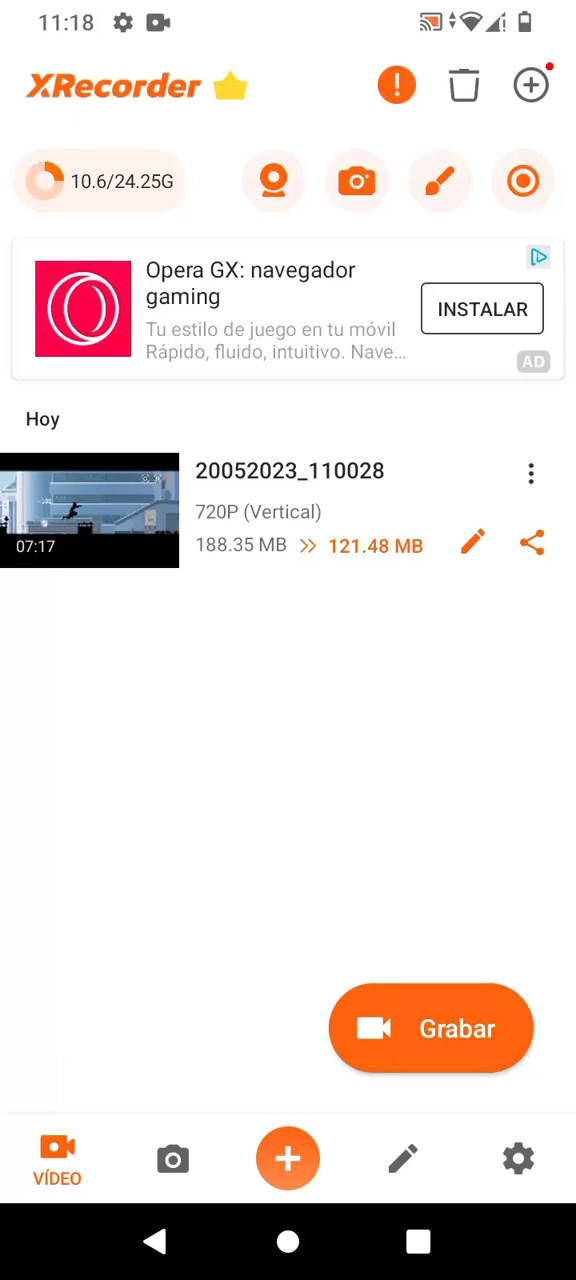 11:18
XRecorder
10.6/24.25G
Opera GX: navegador
gaming
Tu estilo de juego en tu móvil
Rápido, fluido, intuitivo. Nave...
INSTALAR
AD
Hoy
20052023_110028
720P (Vertical)
188.35 MB >> 121.48 MB
07:17
Grabar
VÍDEO